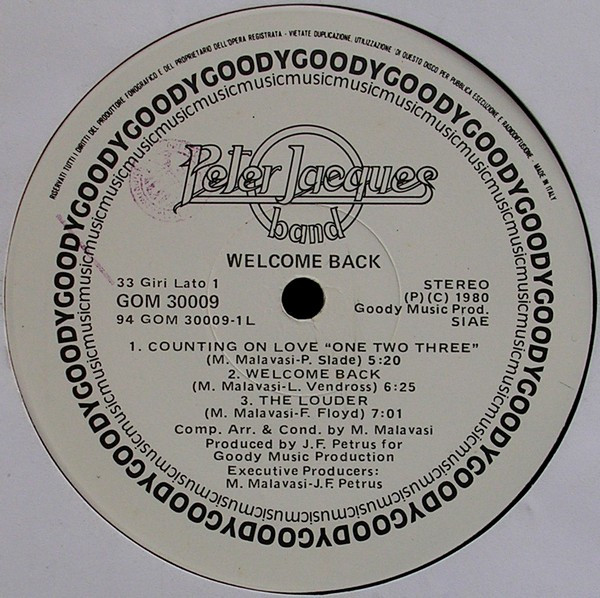 RISERVATI TUTTI I DIRITTI DEL PRODUTTORE FONOGRAFICO E DEL PROPRIETARIO DELL'OPERA REGISTRATA - VIETATE DUPLICAZIONE, UTILIZZAZIONE DI QUESTO DISCO PER PUBBLICA ESECUZIONE E RADIODIFFUSIONE - MADE IN ITALY
GOODYGOODYGOODYGOODYGOODYGOODYGOODYGOODYGOODYGOODYGOODYGOODYGOODY
musicmusicmusicmusicmusicmusicmusicmusicmusicmusicmusicmusicmusicmusic
Peter Jacques
band
WELCOME BACK
33 Giri Lato 1
GOM 30009
94 GOM 30009-1L
STEREO
(P) (C) 1980
Goody Music Prod.
SIAE
1. COUNTING ON LOVE "ONE TWO THREE"
(M. Malavasi-P. Slade) 5:20
2. WELCOME BACK
(M. Malavasi-L. Vendross) 6:25
3. THE LOUDER
(M. Malavasi-F. Floyd) 7:01
Comp. Arr. & Cond. by M. Malavasi
Produced by J.F. Petrus for
Goody Music Production
Executive Producers:
M. Malavasi-J.F. Petrus